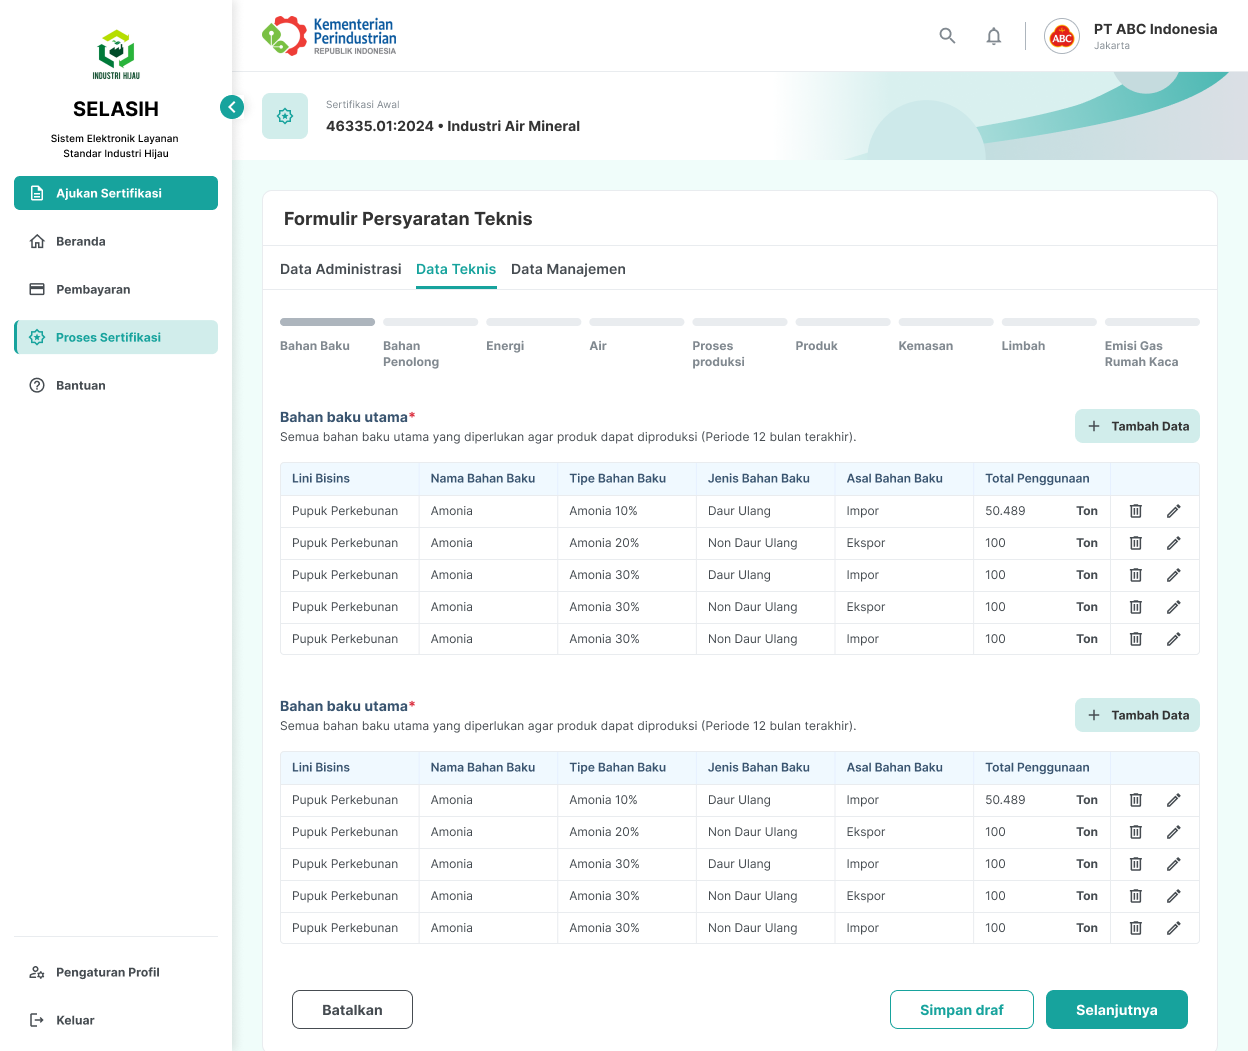 INDUSTRI HIJAU
SELASIH
Sistem Elektronik Layanan
Standar Industri Hijau
Ajukan Sertifikasi
Beranda
Pembayaran
Proses Sertifikasi
Bantuan
Pengaturan Profil
Keluar
Kementerian
Perindustrian
REPUBLIK INDONESIA
ABC
PT ABC Indonesia
Jakarta
Sertifikasi Awal
46335.01:2024 • Industri Air Mineral
Formulir Persyaratan Teknis
Data Administrasi Data Teknis Data Manajemen
Bahan Baku
Bahan
Penolong
Energi
Air
Proses
produksi
Produk
Kemasan
Limbah
Emisi Gas
Rumah Kaca
Bahan baku utama*
Semua bahan baku utama yang diperlukan agar produk dapat diproduksi (Periode 12 bulan terakhir).
+ Tambah Data
Lini Bisins Nama Bahan Baku Tipe Bahan Baku Jenis Bahan Baku Asal Bahan Baku Total Penggunaan
Pupuk Perkebunan Amonia Amonia 10% Daur Ulang Impor 50.489 Ton
Pupuk Perkebunan Amonia Amonia 20% Non Daur Ulang Ekspor 100 Ton
Pupuk Perkebunan Amonia Amonia 30% Daur Ulang Impor 100 Ton
Pupuk Perkebunan Amonia Amonia 30% Non Daur Ulang Ekspor 100 Ton
Pupuk Perkebunan Amonia Amonia 30% Non Daur Ulang Impor 100 Ton
Bahan baku utama*
Semua bahan baku utama yang diperlukan agar produk dapat diproduksi (Periode 12 bulan terakhir).
+ Tambah Data
Lini Bisins Nama Bahan Baku Tipe Bahan Baku Jenis Bahan Baku Asal Bahan Baku Total Penggunaan
Pupuk Perkebunan Amonia Amonia 10% Daur Ulang Impor 50.489 Ton
Pupuk Perkebunan Amonia Amonia 20% Non Daur Ulang Ekspor 100 Ton
Pupuk Perkebunan Amonia Amonia 30% Daur Ulang Impor 100 Ton
Pupuk Perkebunan Amonia Amonia 30% Non Daur Ulang Ekspor 100 Ton
Pupuk Perkebunan Amonia Amonia 30% Non Daur Ulang Impor 100 Ton
Batalkan
Simpan draf
Selanjutnya